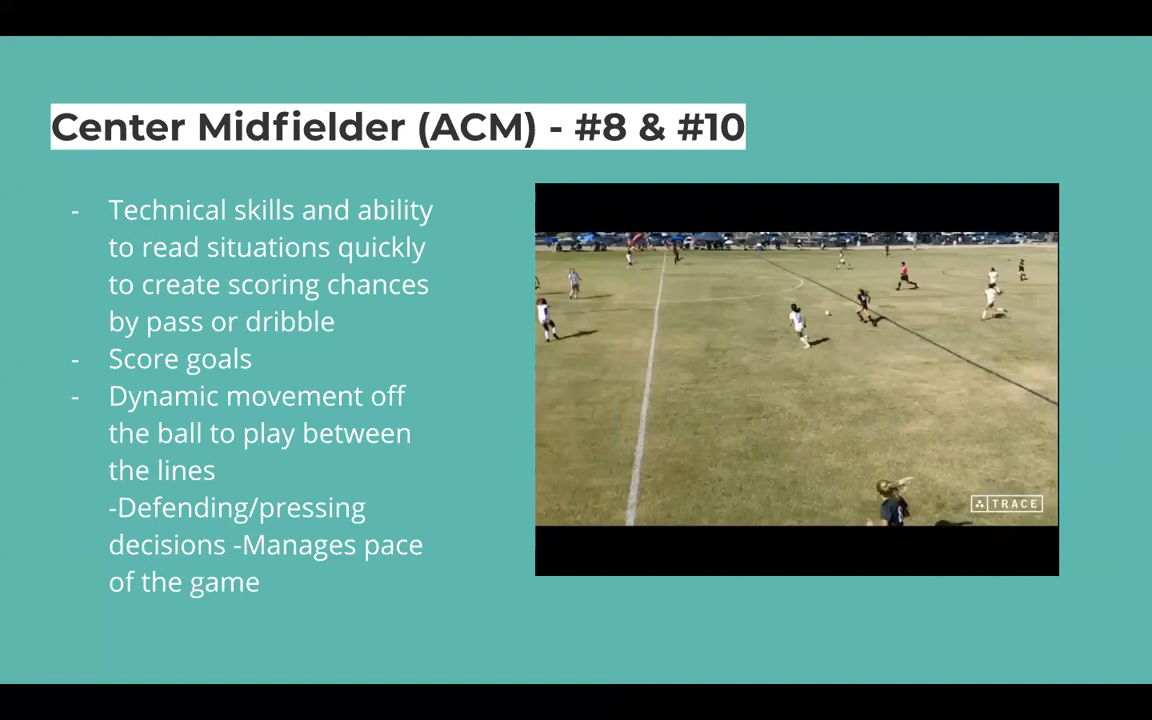 Center Midfielder (ACM) - #8 & #10
- Technical skills and ability
to read situations quickly
to create scoring chances
by pass or dribble
- Score goals
- Dynamic movement off
the ball to play between
the lines
-Defending/pressing
decisions -Manages pace
of the game
TRACE